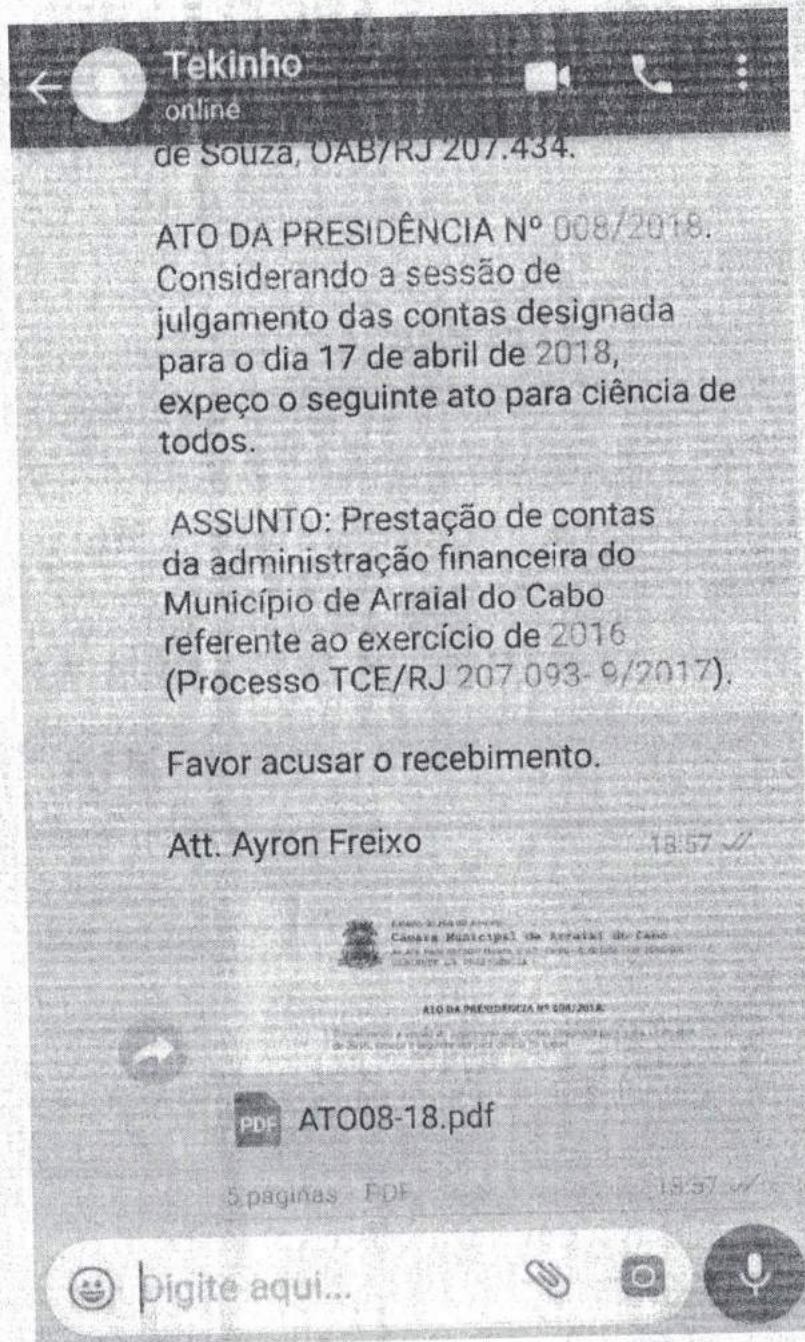 Tekinho
online
de Souza, OAB/RJ 207.434.
ATO DA PRESIDÊNCIA Nº 008/2018.
Considerando a sessão de
julgamento das contas designada
para o dia 17 de abril de 2018,
expeço o seguinte ato para ciência de
todos.
ASSUNTO: Prestação de contas
da administração financeira do
Município de Arraial do Cabo
referente ao exercício de 2016
(Processo TCE/RJ 207.093- 9/2017).
Favor acusar o recebimento.
Att. Ayron Freixo
18:57
Câmara Municipal de Arraial do Cabo
ATO DA PRESIDÊNCIA Nº 008/2018.
PDF
ATO08-18.pdf
5 páginas PDF
18:57
Digite aqui...